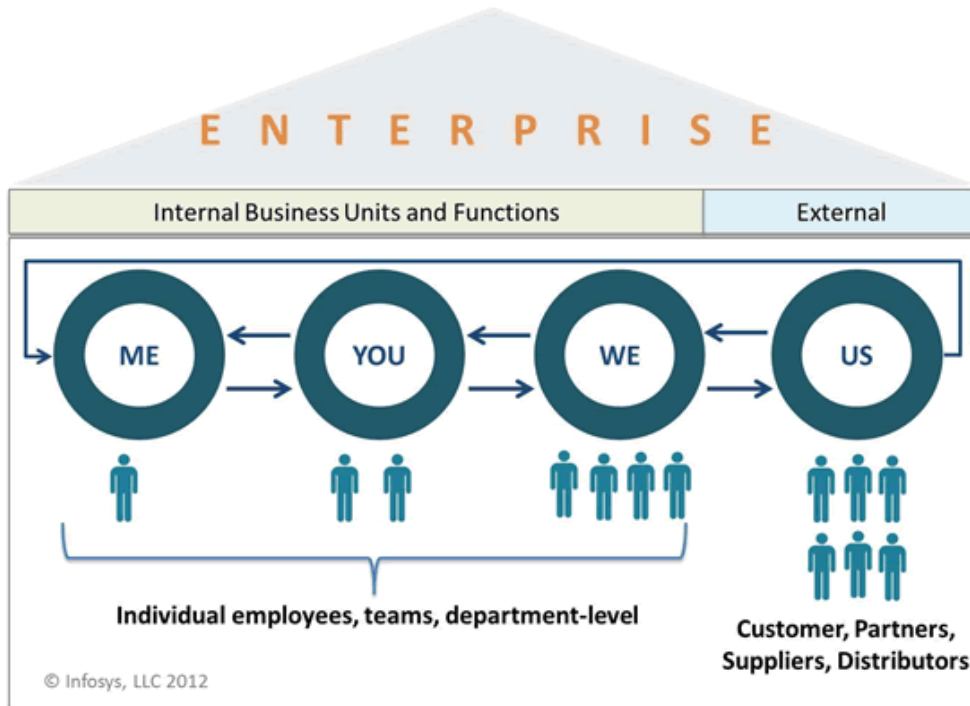 E N T E R P R I S E
Internal Business Units and Functions
External
ME
YOU
WE
US
Individual employees, teams, department-level
Customer, Partners,
Suppliers, Distributors
© Infosys, LLC 2012